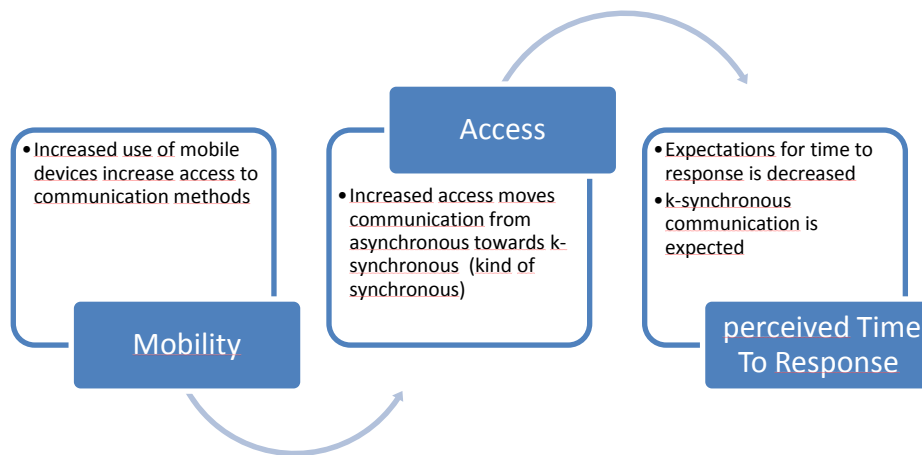 • Increased use of mobile
devices increase access to
communication methods
Mobility
Access
• Increased access moves
communication from
asynchronous towards k-
synchronous (kind of
synchronous)
• Expectations for time to
response is decreased
• k-synchronous
communication is
expected
perceived Time
To Response